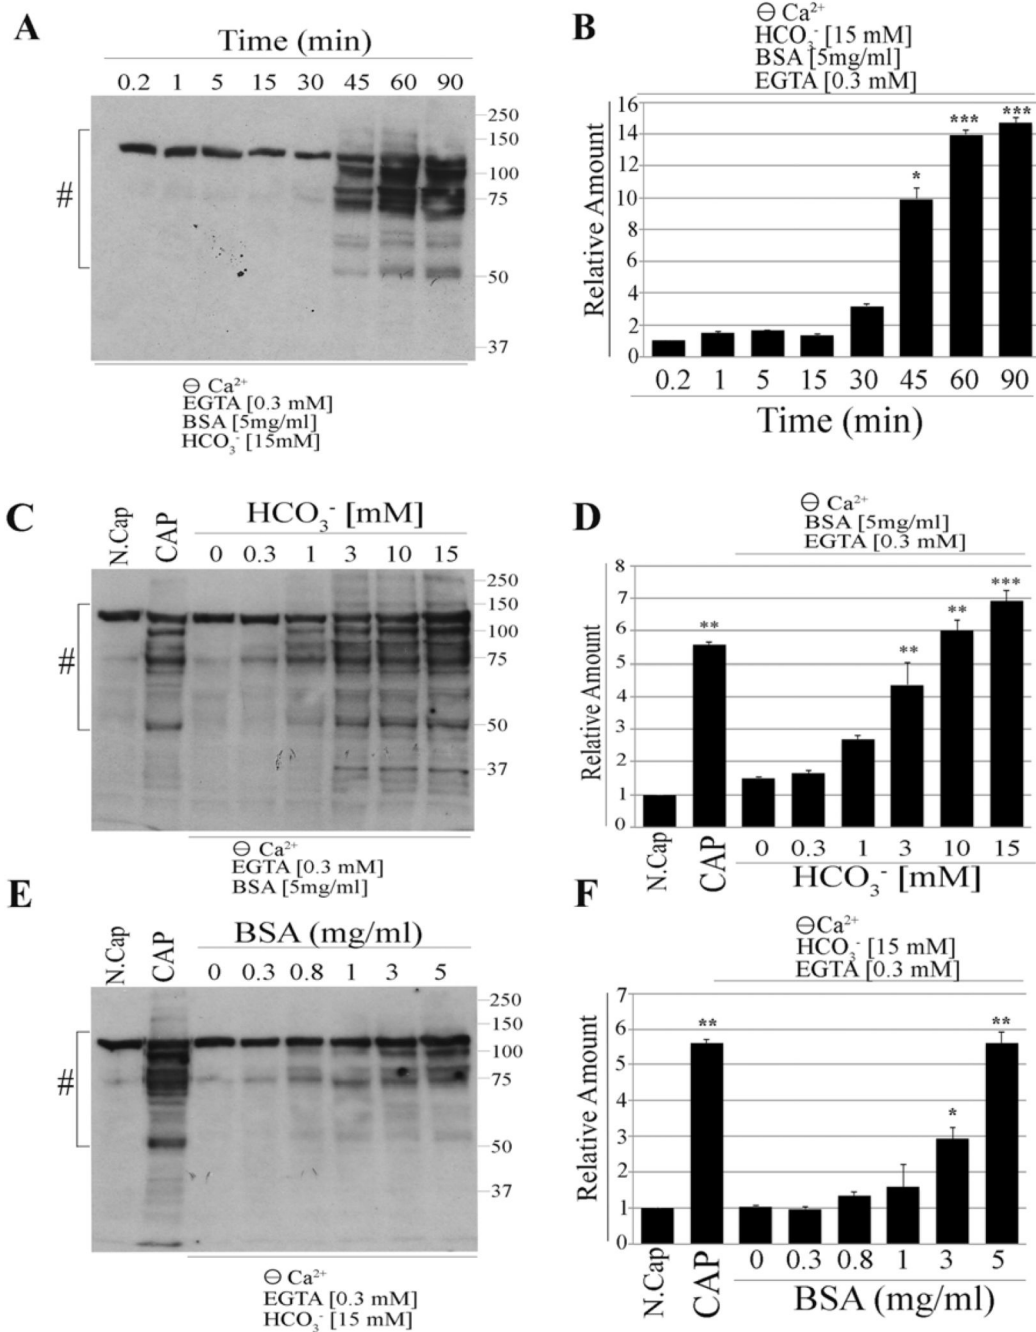 A
Time (min)
0.2 1 5 15 30 45 60 90
250
150
100
75
50
37
#
⊖ Ca²⁺
EGTA [0.3 mM]
BSA [5mg/ml]
HCO₃⁻ [15mM]
B
⊖ Ca²⁺
HCO₃⁻ [15 mM]
BSA [5mg/ml]
EGTA [0.3 mM]
Relative Amount
16
14
12
10
8
6
4
2
0
* *** ***
0.2 1 5 15 30 45 60 90
Time (min)
C
N.Cap CAP
HCO₃⁻ [mM]
0 0.3 1 3 10 15
250
150
100
75
50
37
#
⊖ Ca²⁺
EGTA [0.3 mM]
BSA [5mg/ml]
D
⊖ Ca²⁺
BSA [5mg/ml]
EGTA [0.3 mM]
Relative Amount
8
7
6
5
4
3
2
1
0
** ** ** ***
N.Cap CAP 0 0.3 1 3 10 15
HCO₃⁻ [mM]
E
N.Cap CAP
BSA (mg/ml)
0 0.3 0.8 1 3 5
250
150
100
75
50
37
#
⊖ Ca²⁺
EGTA [0.3 mM]
HCO₃⁻ [15 mM]
F
⊖Ca²⁺
HCO₃⁻ [15 mM]
EGTA [0.3 mM]
Relative Amount
7
6
5
4
3
2
1
0
** * **
N.Cap CAP 0 0.3 0.8 1 3 5
BSA (mg/ml)